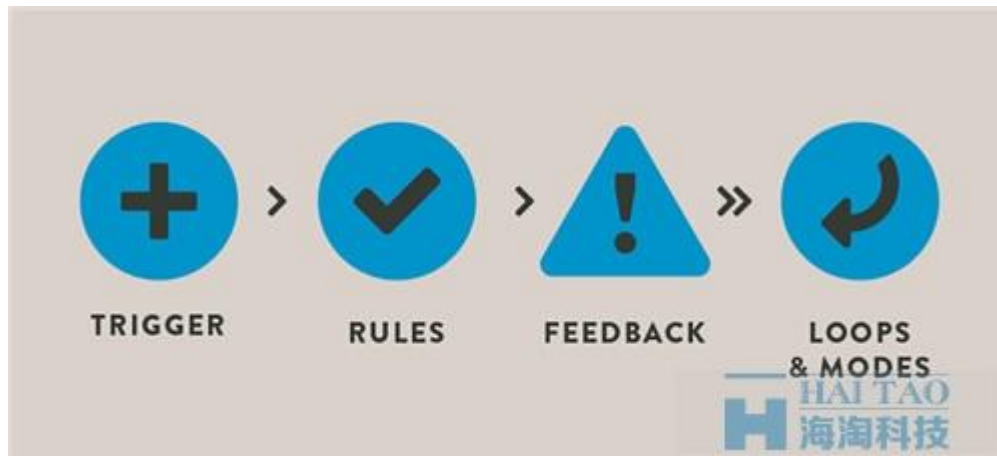 TRIGGER
RULES
FEEDBACK
LOOPS
& MODES
HAI TAO
海淘科技